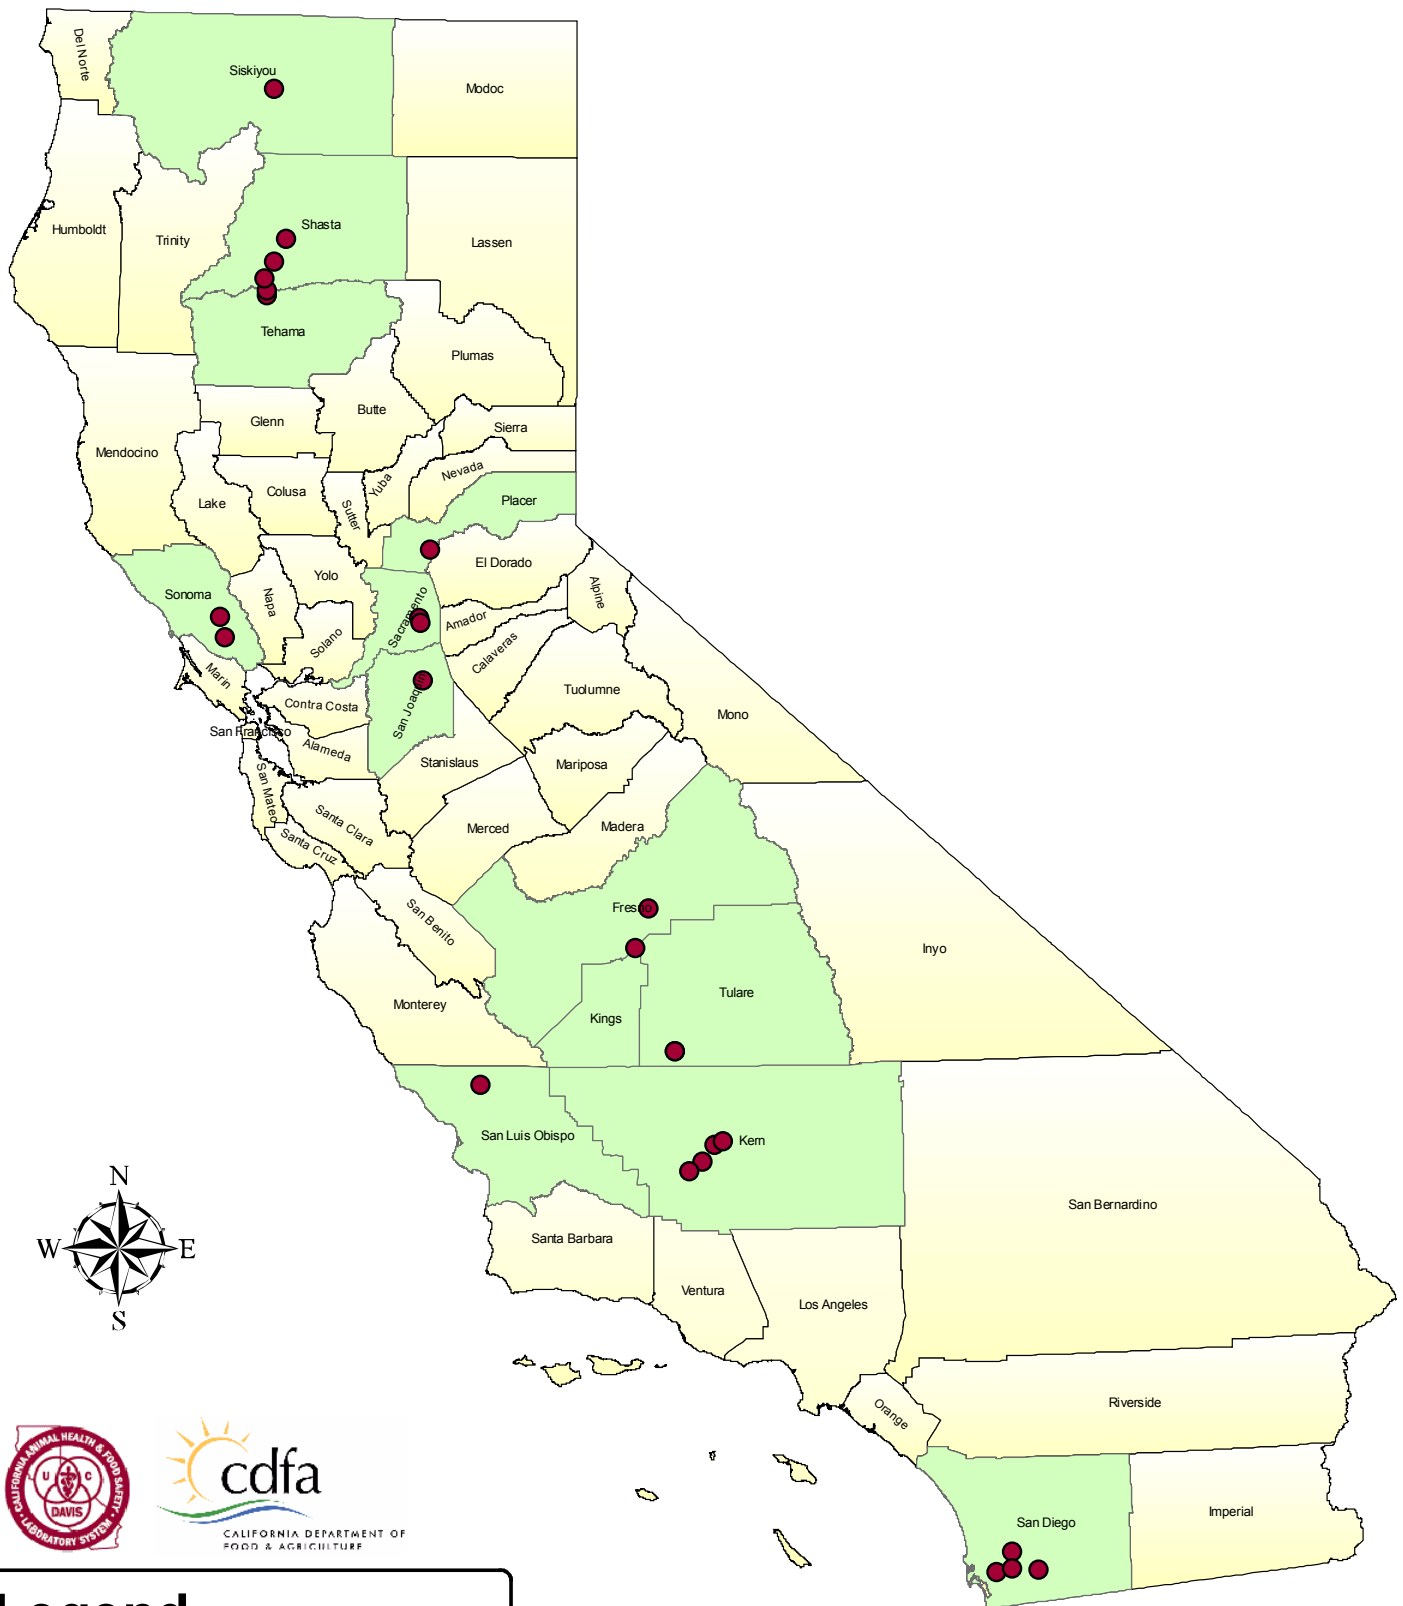 Del Norte
Siskiyou
Modoc
Shasta
Humboldt
Trinity
Lassen
Tehama
Plumas
Butte
Glenn
Sierra
Mendocino
Nevada
Yuba
Colusa
Placer
Lake
Sutter
El Dorado
Yolo
Sonoma
Napa
Alpine
Sacramento
Amador
Solano
Calaveras
Marin
Tuolumne
San Joaquin
Contra Costa
Mono
San Francisco
Alameda
Stanislaus
Mariposa
San Mateo
Santa Clara
Merced
Madera
Santa Cruz
Fresno
San Benito
Inyo
Tulare
Monterey
Kings
San Luis Obispo
Kern
N
San Bernardino
W
E
Santa Barbara
Ventura
Los Angeles
S
Riverside
Orange
CALIFORNIA ANIMAL HEALTH & FOOD SAFETY
U C
DAVIS
LABORATORY SYSTEM
cdfa
CALIFORNIA DEPARTMENT OF
FOOD & AGRICULTURE
San Diego
Imperial
Legend